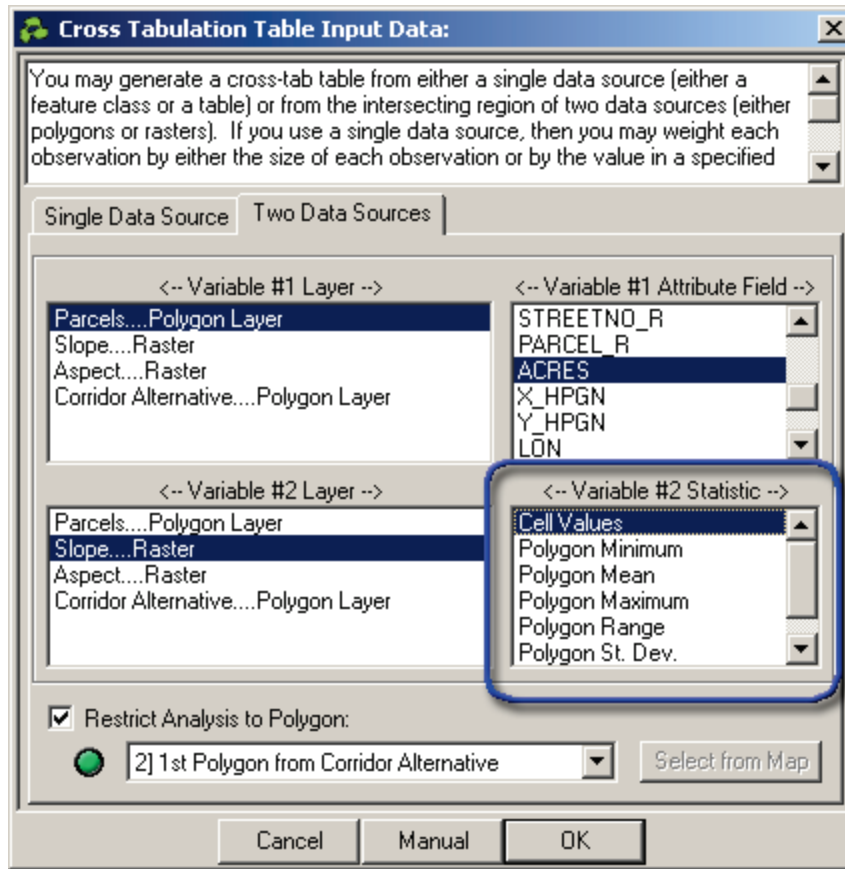 Cross Tabulation Table Input Data:
You may generate a cross-tab table from either a single data source (either a
feature class or a table) or from the intersecting region of two data sources (either
polygons or rasters). If you use a single data source, then you may weight each
observation by either the size of each observation or by the value in a specified
Single Data Source
Two Data Sources
<-- Variable #1 Layer -->
Parcels....Polygon Layer
Slope....Raster
Aspect....Raster
Corridor Alternative....Polygon Layer
<-- Variable #1 Attribute Field -->
STREETNO_R
PARCEL_R
ACRES
X_HPGN
Y_HPGN
LON
<-- Variable #2 Layer -->
Parcels....Polygon Layer
Slope....Raster
Aspect....Raster
Corridor Alternative....Polygon Layer
<-- Variable #2 Statistic -->
Cell Values
Polygon Minimum
Polygon Mean
Polygon Maximum
Polygon Range
Polygon St. Dev.
Restrict Analysis to Polygon:
2] 1st Polygon from Corridor Alternative
Select from Map
Cancel
Manual
OK